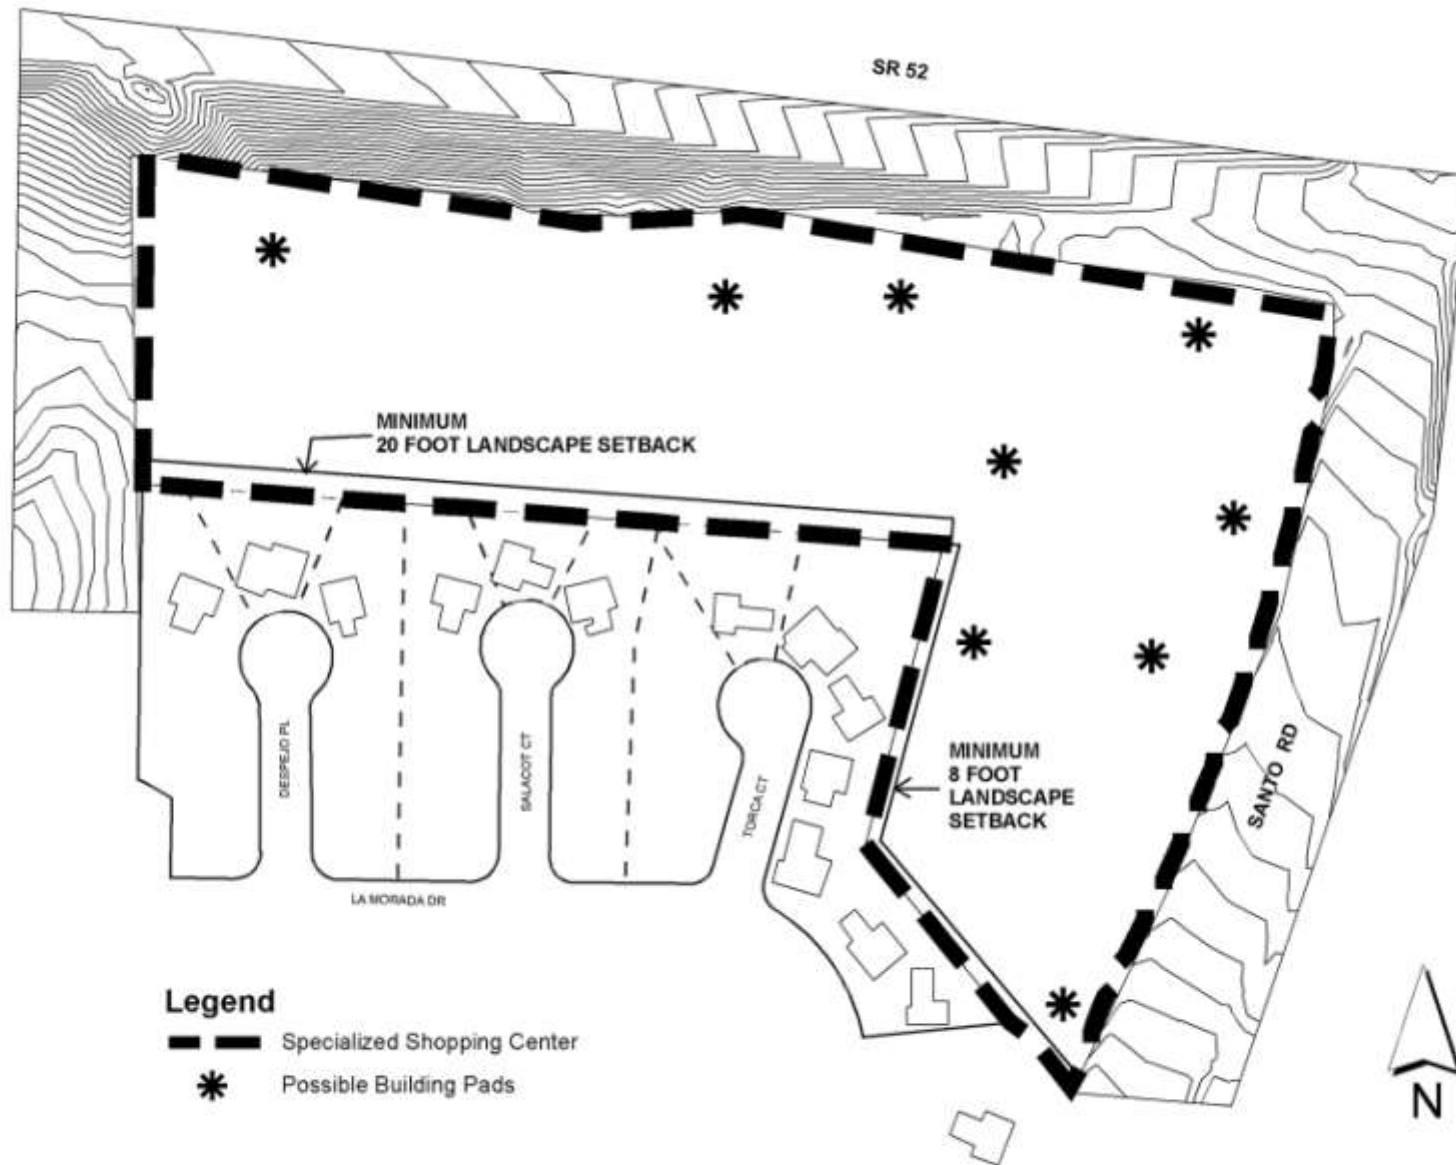 SR 52
MINIMUM
20 FOOT LANDSCAPE SETBACK
MINIMUM
8 FOOT
LANDSCAPE
SETBACK
SANTO RD
DESPEJO PL
SALACOT CT
TORCA CT
LA MORADA DR
Legend
Specialized Shopping Center
Possible Building Pads
N